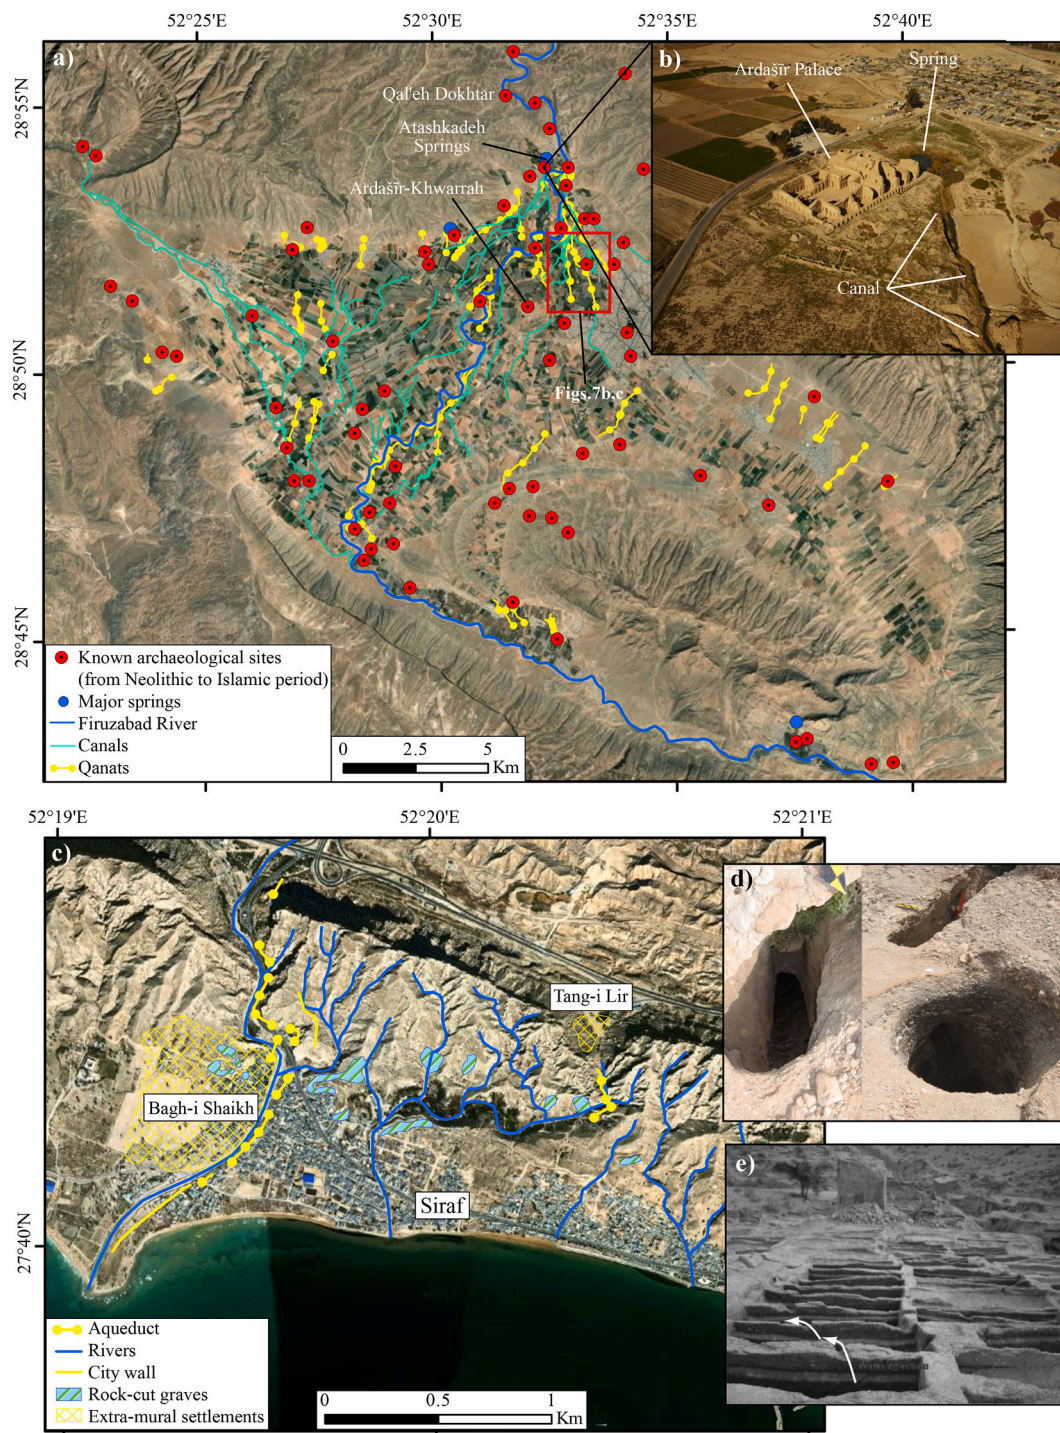 52°25'E
52°30'E
52°35'E
52°40'E
a)
28°55'N
28°50'N
28°45'N
Qal'eh Dokhtar
Atashkadeh
Springs
Ardašīr-Khwarrah
Figs.7b,c
b)
Ardašīr Palace
Spring
Canal
Known archaeological sites
(from Neolithic to Islamic period)
Major springs
Firuzabad River
Canals
Qanats
0
2.5
5
Km
52°19'E
52°20'E
52°21'E
c)
27°40'N
Tang-i Lir
Bagh-i Shaikh
Siraf
Aqueduct
Rivers
City wall
Rock-cut graves
Extra-mural settlements
0
0.5
1
Km
d)
e)
Water direction